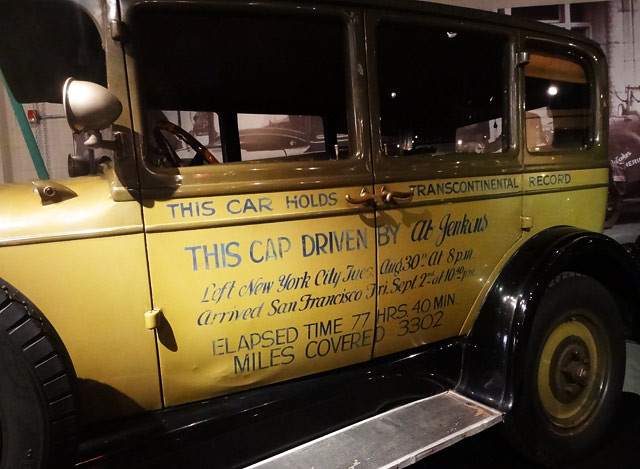 THIS CAR HOLDS TRANSCONTINENTAL RECORD
THIS CAR DRIVEN BY Ab Jenkins
Left New York City Tues. Aug. 30th At 8 p.m.
Arrived San Francisco Fri. Sept. 2nd at 10:40 p.m.
ELAPSED TIME 77 HRS. 40 MIN.
MILES COVERED 3302